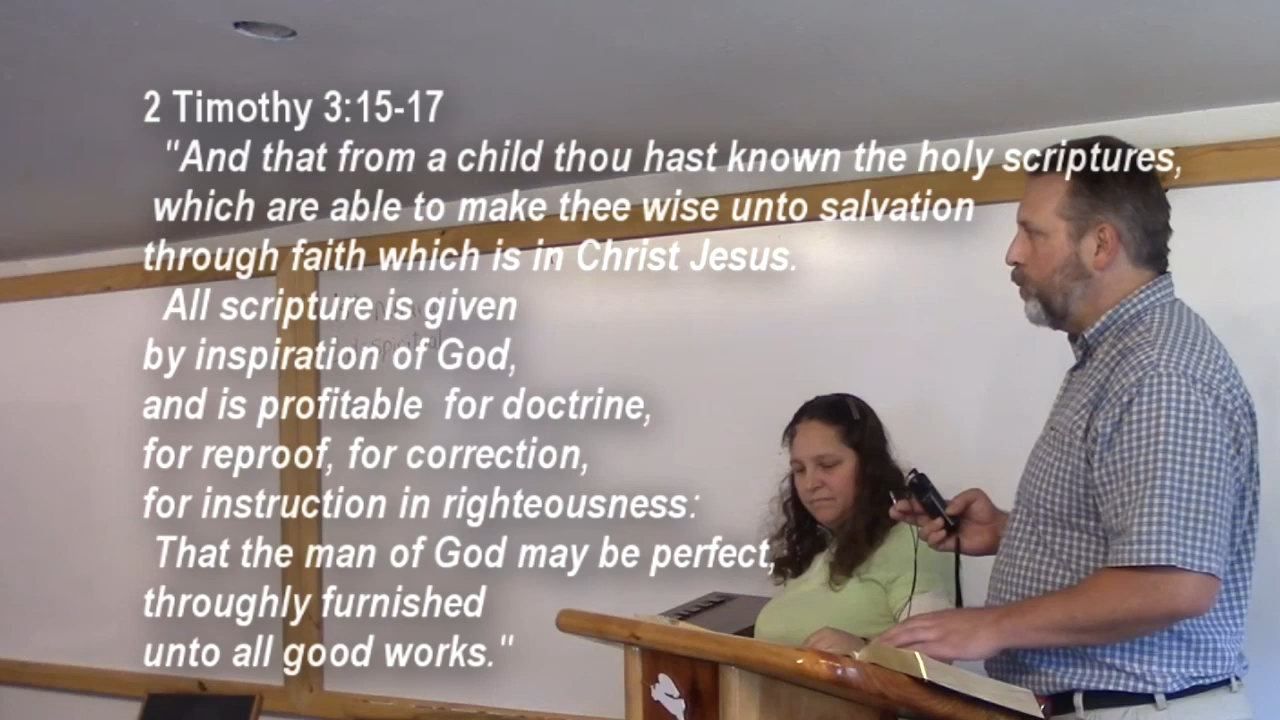 2 Timothy 3:15-17
"And that from a child thou hast known the holy scriptures,
which are able to make thee wise unto salvation
through faith which is in Christ Jesus.
All scripture is given
by inspiration of God,
and is profitable for doctrine,
for reproof, for correction,
for instruction in righteousness:
That the man of God may be perfect,
throughly furnished
unto all good works."